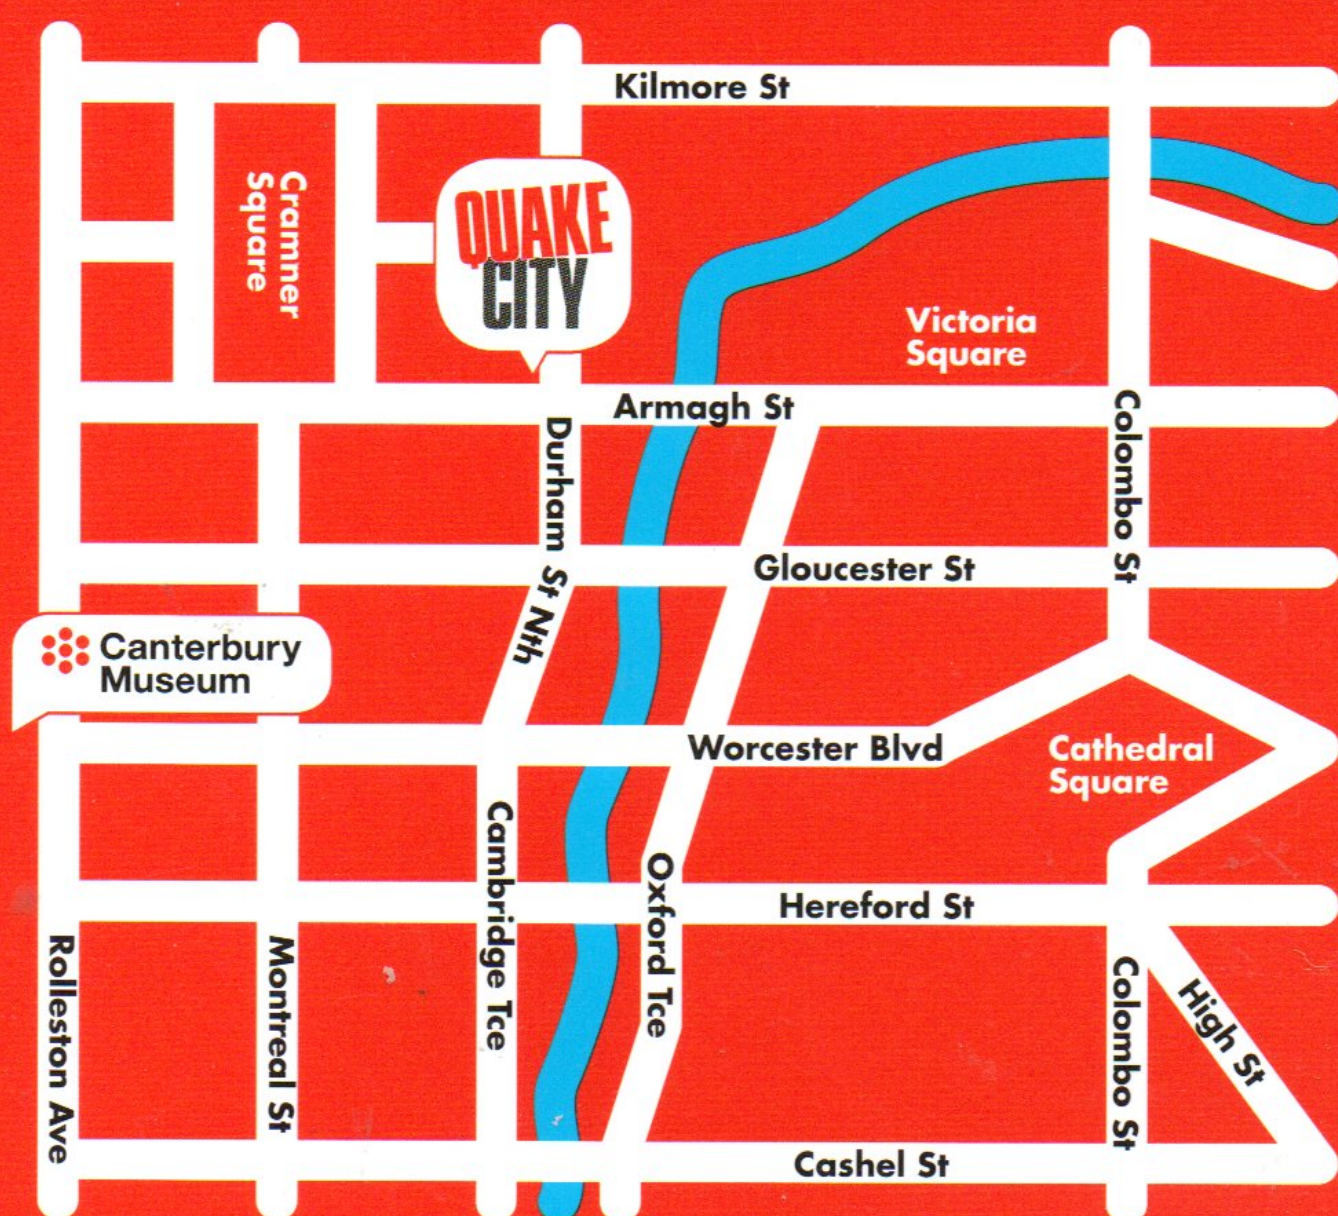 Kilmore St
Cramner
Square
QUAKE
CITY
Victoria
Square
Armagh St
Durham St Nth
Colombo St
Gloucester St
Canterbury
Museum
Worcester Blvd
Cathedral
Square
Cambridge Tce
Oxford Tce
Hereford St
Rolleston Ave
Montreal St
Colombo St
High St
Cashel St